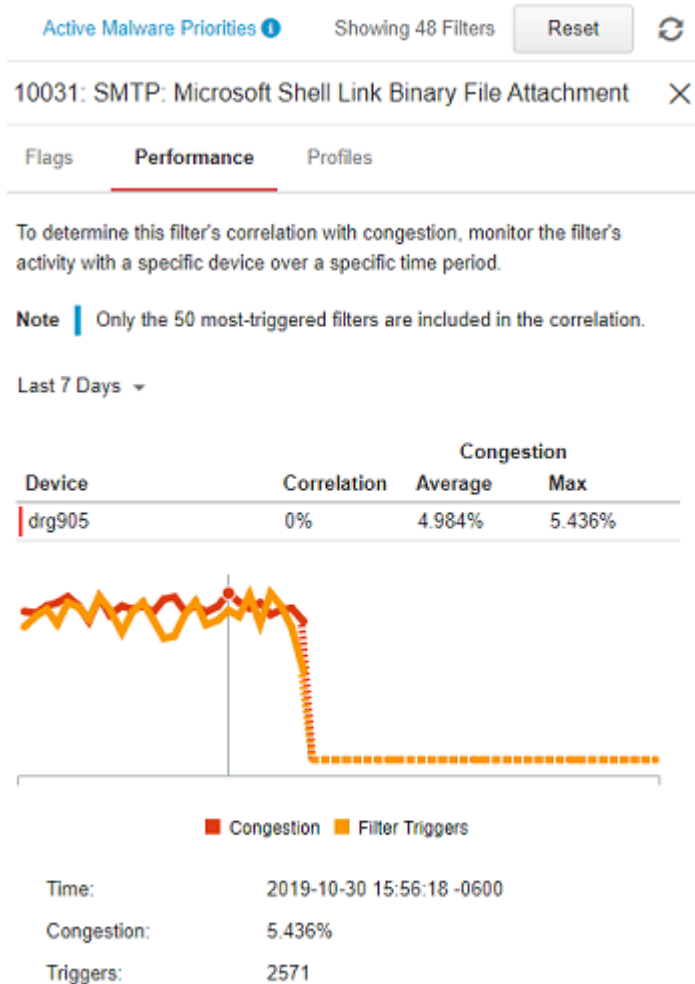 Active Malware Priorities Showing 48 Filters Reset
10031: SMTP: Microsoft Shell Link Binary File Attachment
Flags Performance Profiles
To determine this filter's correlation with congestion, monitor the filter's
activity with a specific device over a specific time period.
Note Only the 50 most-triggered filters are included in the correlation.
Last 7 Days
Congestion
Device Correlation Average Max
drg905 0% 4.984% 5.436%
Congestion Filter Triggers
Time: 2019-10-30 15:56:18 -0600
Congestion: 5.436%
Triggers: 2571